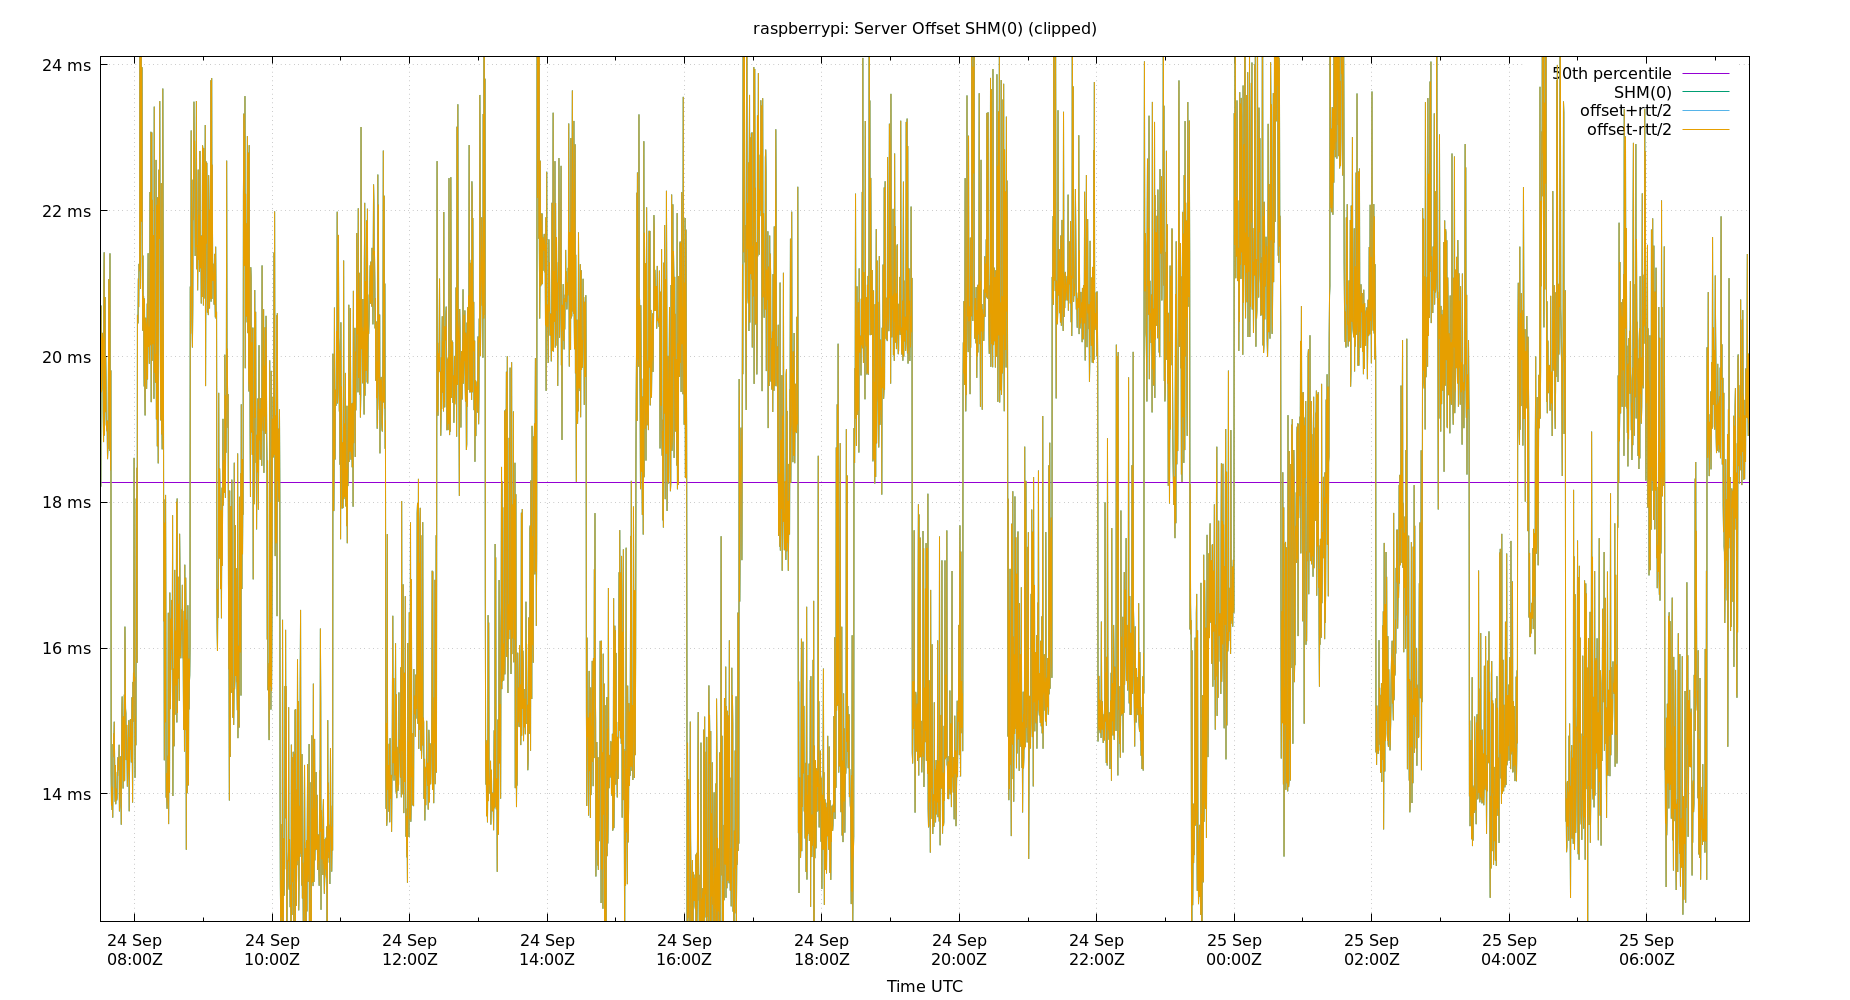 raspberrypi: Server Offset SHM(0) (clipped)
24 ms
22 ms
20 ms
18 ms
16 ms
14 ms
50th percentile
SHM(0)
offset+rtt/2
offset-rtt/2
24 Sep 24 Sep 24 Sep 24 Sep 24 Sep 24 Sep 24 Sep 24 Sep 25 Sep 25 Sep 25 Sep 25 Sep
08:00Z 10:00Z 12:00Z 14:00Z 16:00Z 18:00Z 20:00Z 22:00Z 00:00Z 02:00Z 04:00Z 06:00Z
Time UTC